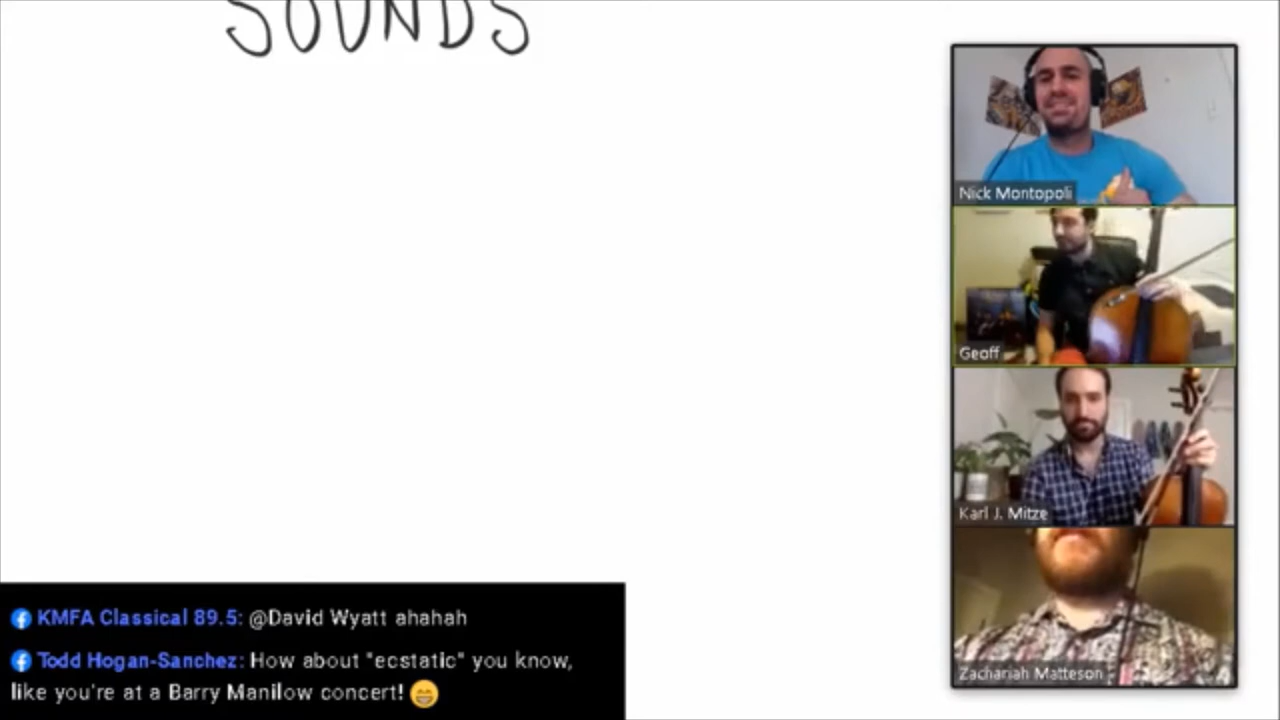 SOUNDS
Nick Montopoli
Geoff
Karl J. Mitze
Zachariah Matteson
KMFA Classical 89.5: @David Wyatt ahahah
Todd Hogan-Sanchez: How about "ecstatic" you know,
like you're at a Barry Manilow concert! 😄